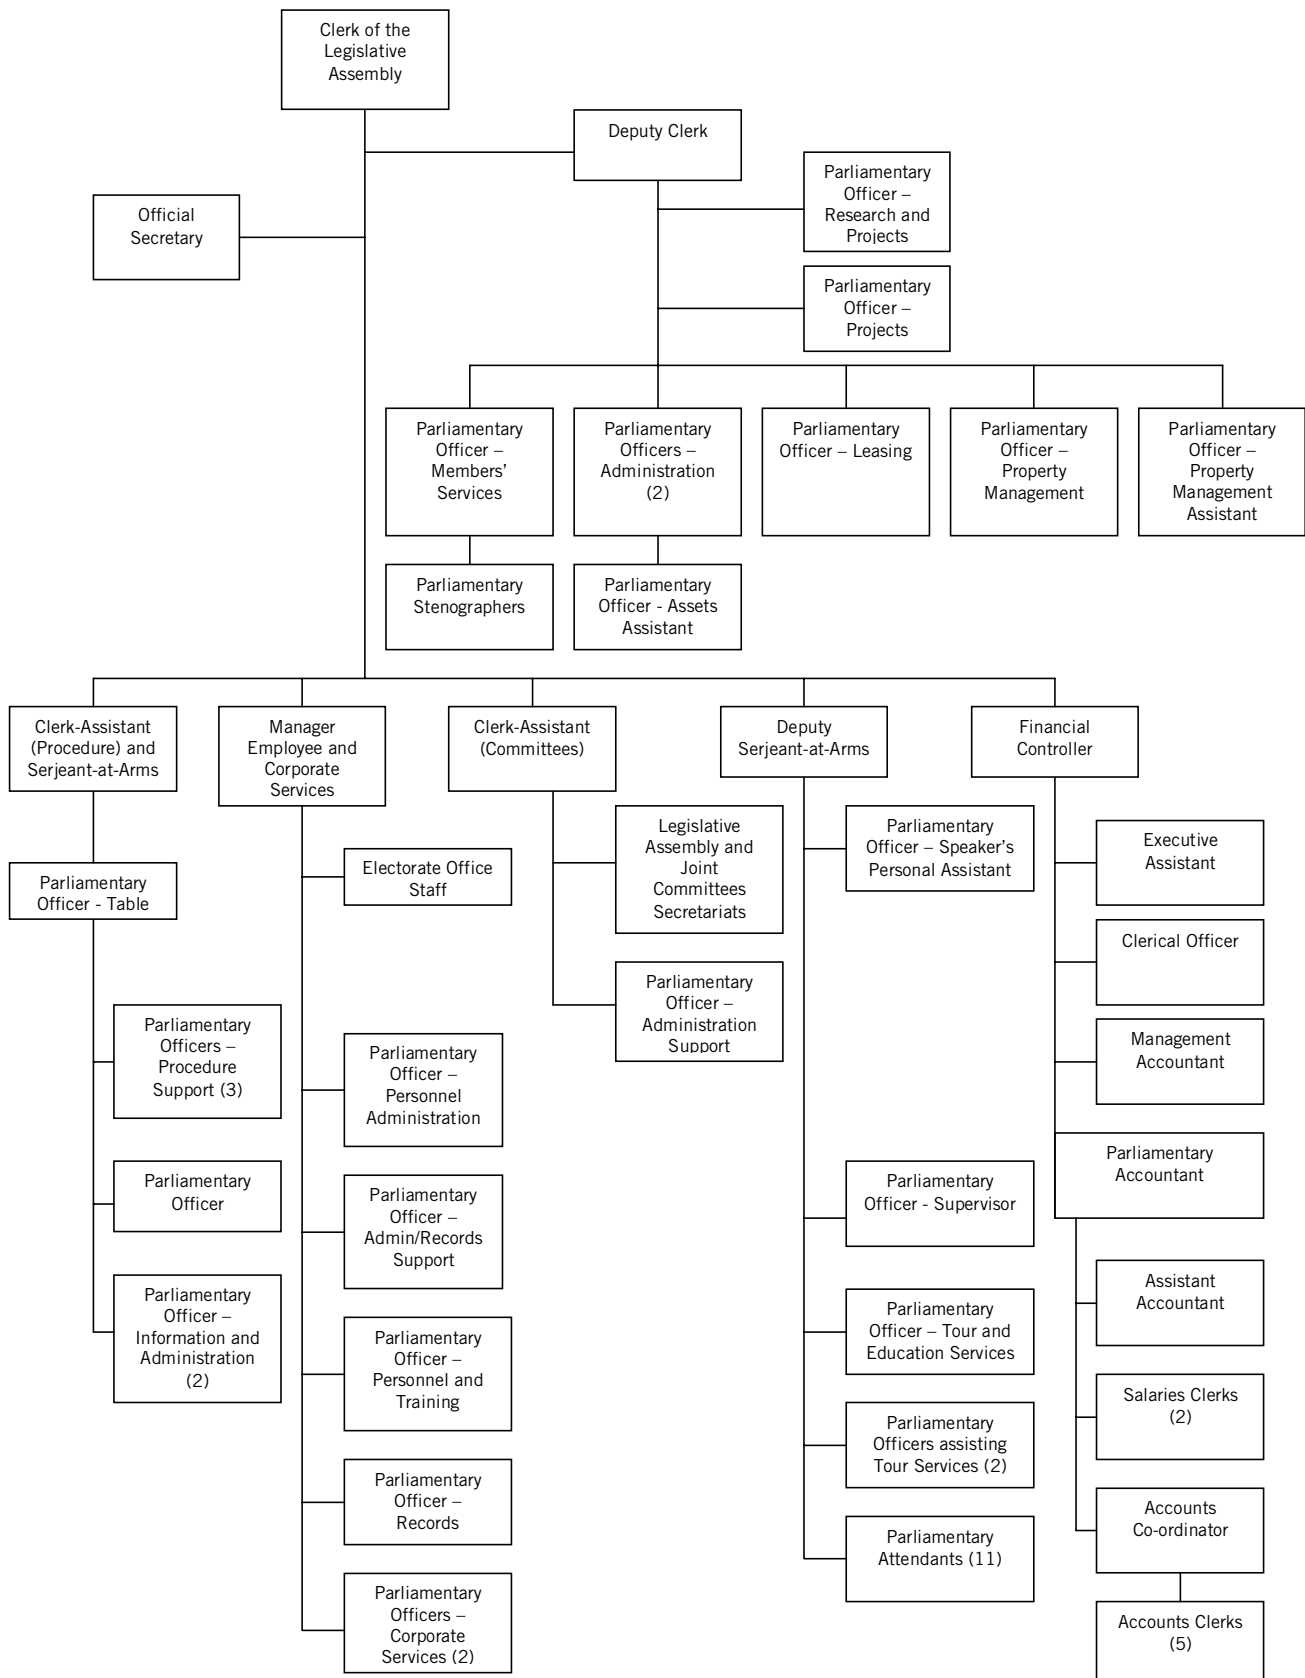 Clerk of the
Legislative
Assembly
Deputy Clerk
Parliamentary
Officer –
Research and
Projects
Official
Secretary
Parliamentary
Officer –
Projects
Parliamentary
Officer –
Members'
Services
Parliamentary
Officers –
Administration
(2)
Parliamentary
Officer – Leasing
Parliamentary
Officer –
Property
Management
Parliamentary
Officer –
Property
Management
Assistant
Parliamentary
Stenographers
Parliamentary
Officer - Assets
Assistant
Clerk-Assistant
(Procedure) and
Serjeant-at-Arms
Manager
Employee and
Corporate
Services
Clerk-Assistant
(Committees)
Deputy
Serjeant-at-Arms
Financial
Controller
Parliamentary
Officer - Table
Parliamentary
Officers –
Procedure
Support (3)
Parliamentary
Officer
Parliamentary
Officer –
Information and
Administration
(2)
Electorate Office
Staff
Parliamentary
Officer –
Personnel
Administration
Parliamentary
Officer –
Admin/Records
Support
Parliamentary
Officer –
Personnel and
Training
Parliamentary
Officer –
Records
Parliamentary
Officers –
Corporate
Services (2)
Legislative
Assembly and
Joint
Committees
Secretariats
Parliamentary
Officer –
Administration
Support
Parliamentary
Officer – Speaker's
Personal Assistant
Parliamentary
Officer - Supervisor
Parliamentary
Officer – Tour and
Education Services
Parliamentary
Officers assisting
Tour Services (2)
Parliamentary
Attendants (11)
Executive
Assistant
Clerical Officer
Management
Accountant
Parliamentary
Accountant
Assistant
Accountant
Salaries Clerks
(2)
Accounts
Co-ordinator
Accounts Clerks
(5)